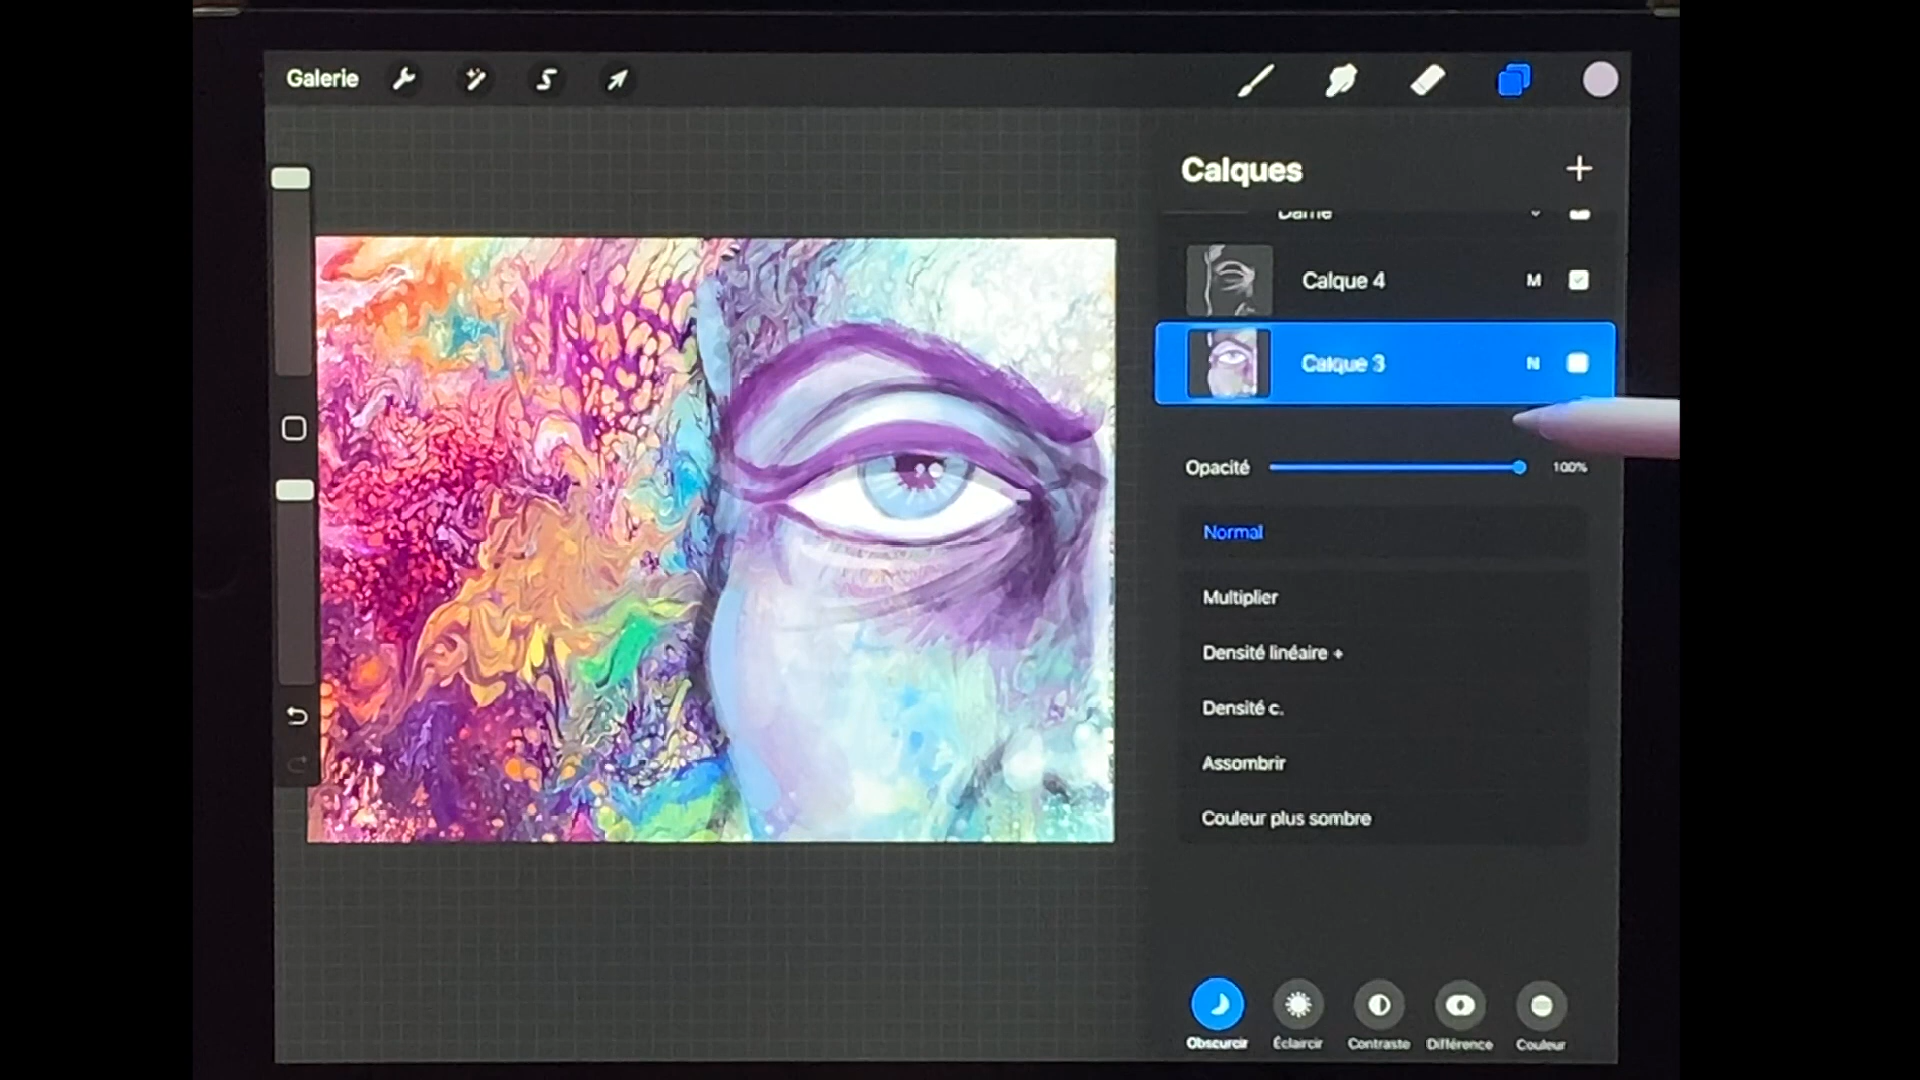 Galerie
Calques
+
Dame
Calque 4 M
Calque 3 N
Opacité 100%
Normal
Multiplier
Densité linéaire +
Densité c.
Assombrir
Couleur plus sombre
Obscurcir Éclaircir Contraste Différence Couleur